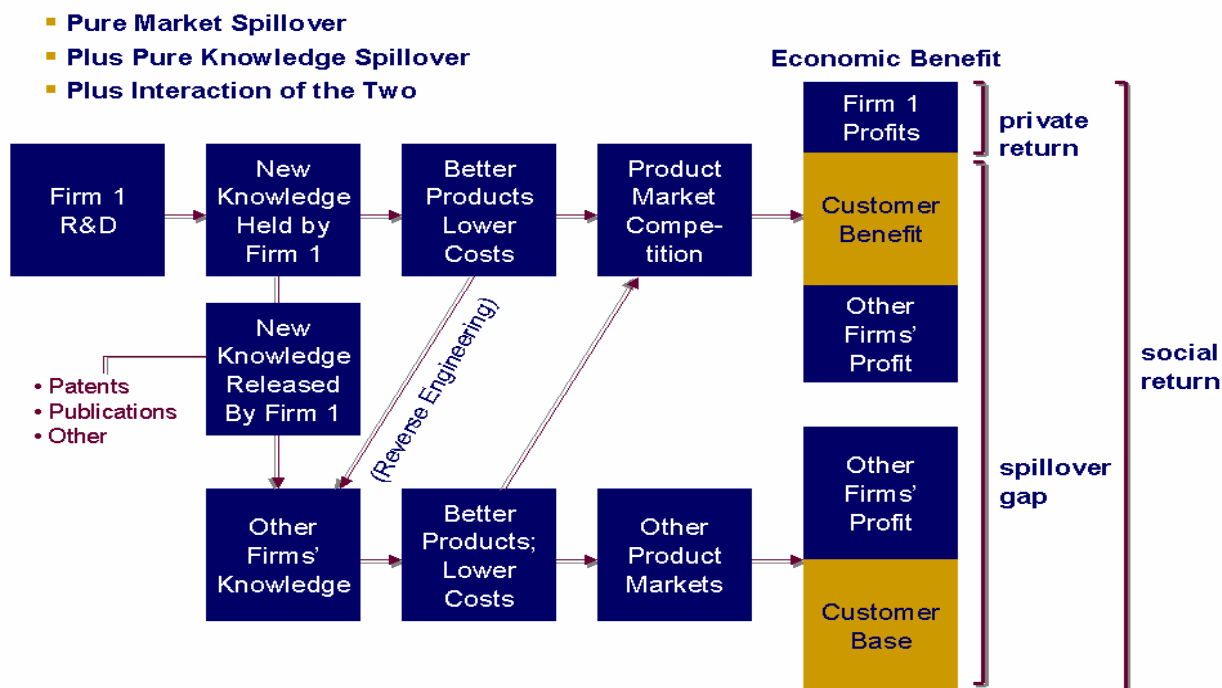 Pure Market Spillover
Plus Pure Knowledge Spillover
Plus Interaction of the Two
Economic Benefit
Firm 1
R&D
New
Knowledge
Held by
Firm 1
Better
Products
Lower
Costs
Product
Market
Compe-
tition
Firm 1
Profits
Customer
Benefit
Other
Firms'
Profit
private
return
social
return
spillover
gap
New
Knowledge
Released
By Firm 1
• Patents
• Publications
• Other
(Reverse Engineering)
Other
Firms'
Knowledge
Better
Products;
Lower
Costs
Other
Product
Markets
Other
Firms'
Profit
Customer
Base